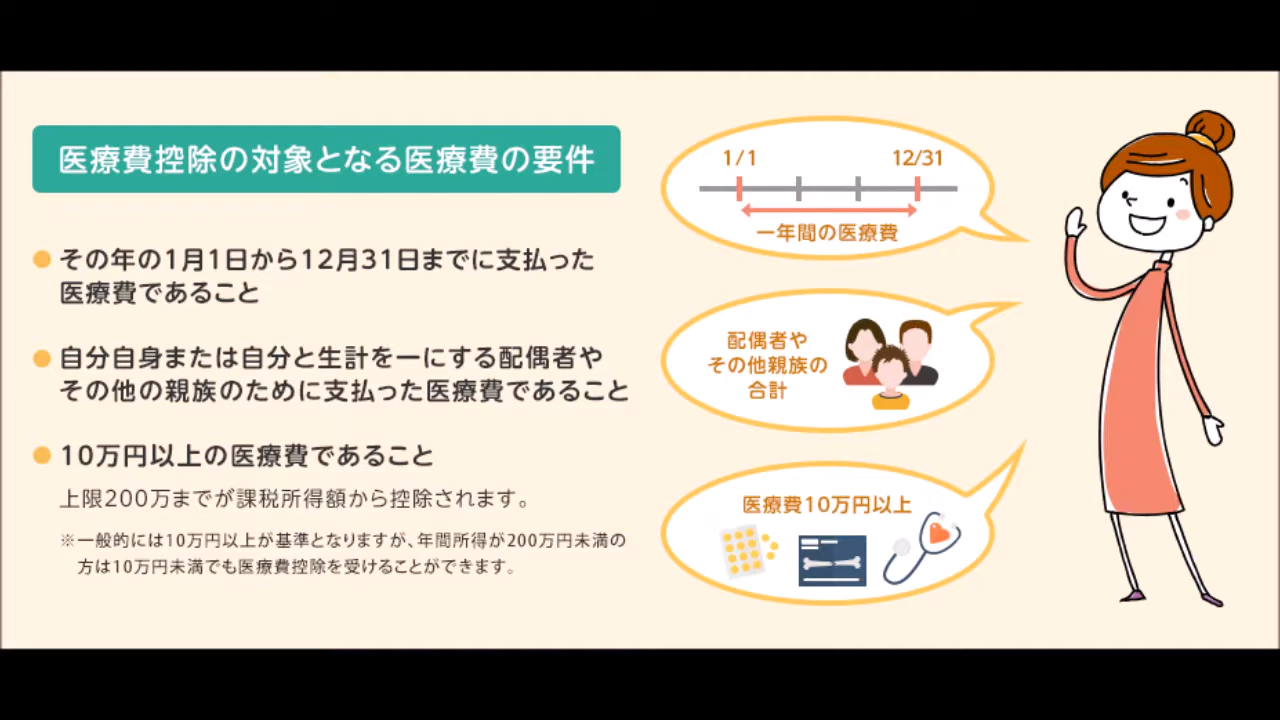 医療費控除の対象となる医療費の要件
その年の1月1日から12月31日までに支払った
医療費であること
自分自身または自分と生計を一にする配偶者や
その他の親族のために支払った医療費であること
10万円以上の医療費であること
上限200万までが課税所得額から控除されます。
※一般的には10万円以上が基準となりますが、年間所得が200万円未満の
方は10万円未満でも医療費控除を受けることができます。
1/1 12/31
一年間の医療費
配偶者や
その他親族の
合計
医療費10万円以上